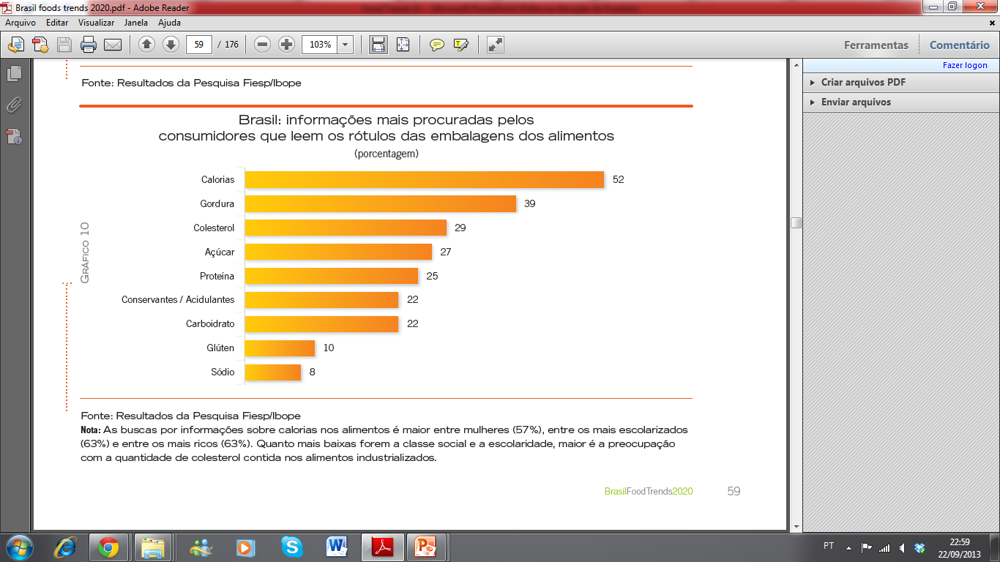 Brasil foods trends 2020.pdf - Adobe Reader
Arquivo Editar Visualizar Janela Ajuda
59 / 176 103% Ferramentas Comentário
Fazer logon
Criar arquivos PDF
Enviar arquivos
Fonte: Resultados da Pesquisa Fiesp/Ibope
Brasil: informações mais procuradas pelos
consumidores que leem os rótulos das embalagens dos alimentos
(porcentagem)
GRÁFICO 10
Calorias 52
Gordura 39
Colesterol 29
Açúcar 27
Proteína 25
Conservantes / Acidulantes 22
Carboidrato 22
Glúten 10
Sódio 8
Fonte: Resultados da Pesquisa Fiesp/Ibope
Nota: As buscas por informações sobre calorias nos alimentos é maior entre mulheres (57%), entre os mais escolarizados
(63%) e entre os mais ricos (63%). Quanto mais baixas forem a classe social e a escolaridade, maior é a preocupação
com a quantidade de colesterol contida nos alimentos industrializados.
BrasilFoodTrends2020 59
PT 22:59
22/09/2013